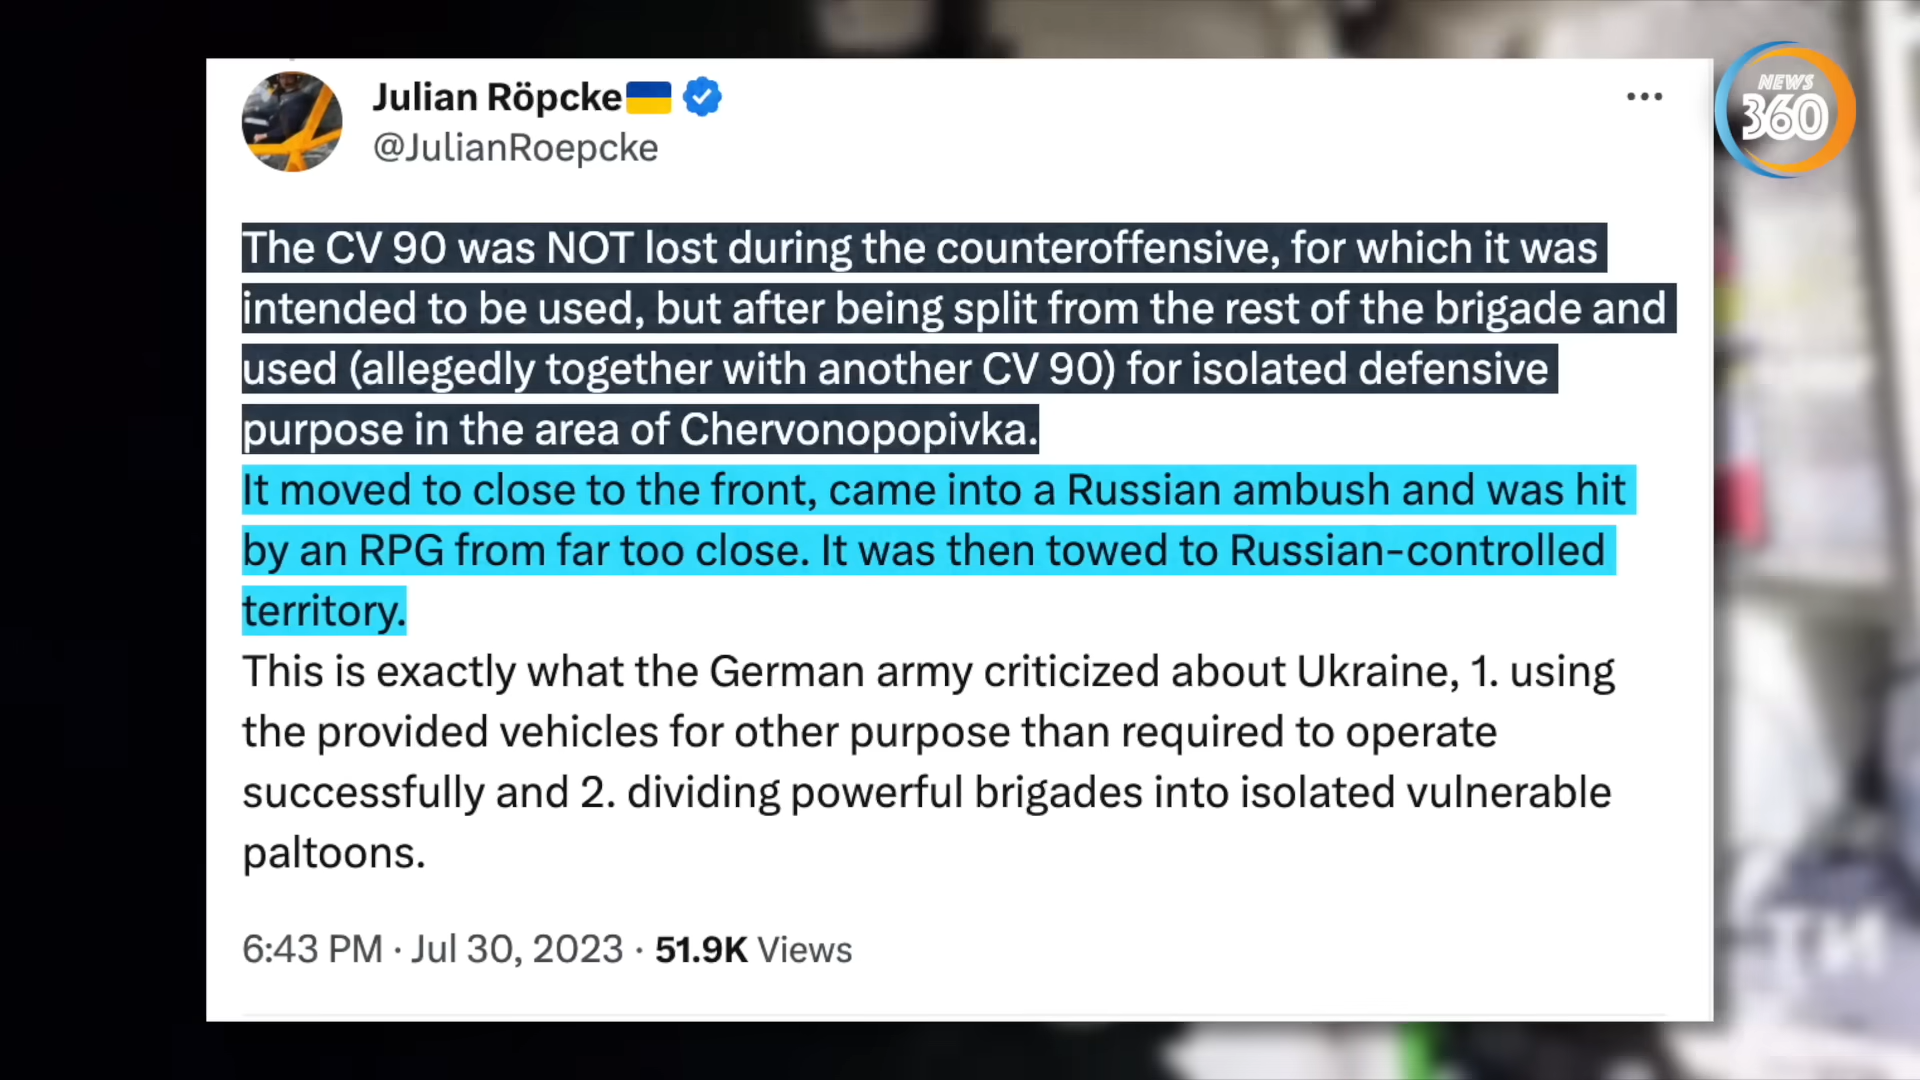 Julian Röpcke
@JulianRoepcke
NEWS
360
The CV 90 was NOT lost during the counteroffensive, for which it was
intended to be used, but after being split from the rest of the brigade and
used (allegedly together with another CV 90) for isolated defensive
purpose in the area of Chervonopopivka.
It moved to close to the front, came into a Russian ambush and was hit
by an RPG from far too close. It was then towed to Russian-controlled
territory.
This is exactly what the German army criticized about Ukraine, 1. using
the provided vehicles for other purpose than required to operate
successfully and 2. dividing powerful brigades into isolated vulnerable
paltoons.
6:43 PM · Jul 30, 2023 · 51.9K Views